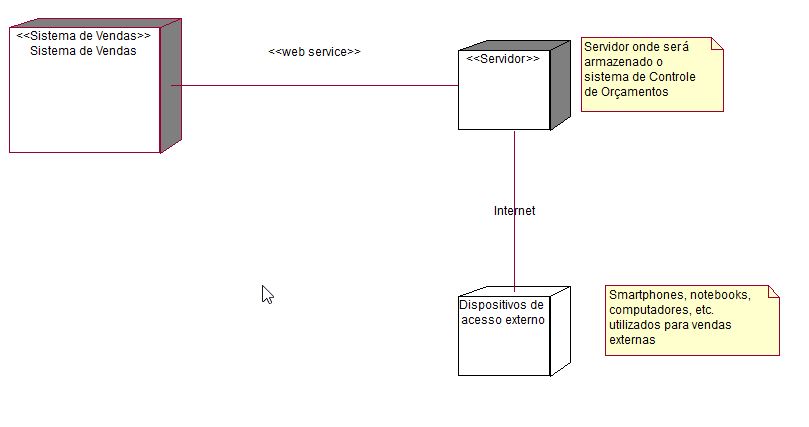 <<Sistema de Vendas>>
Sistema de Vendas
<<web service>>
<<Servidor>>
Servidor onde será
armazenado o
sistema de Controle
de Orçamentos
Internet
Dispositivos de
acesso externo
Smartphones, notebooks,
computadores, etc.
utilizados para vendas
externas